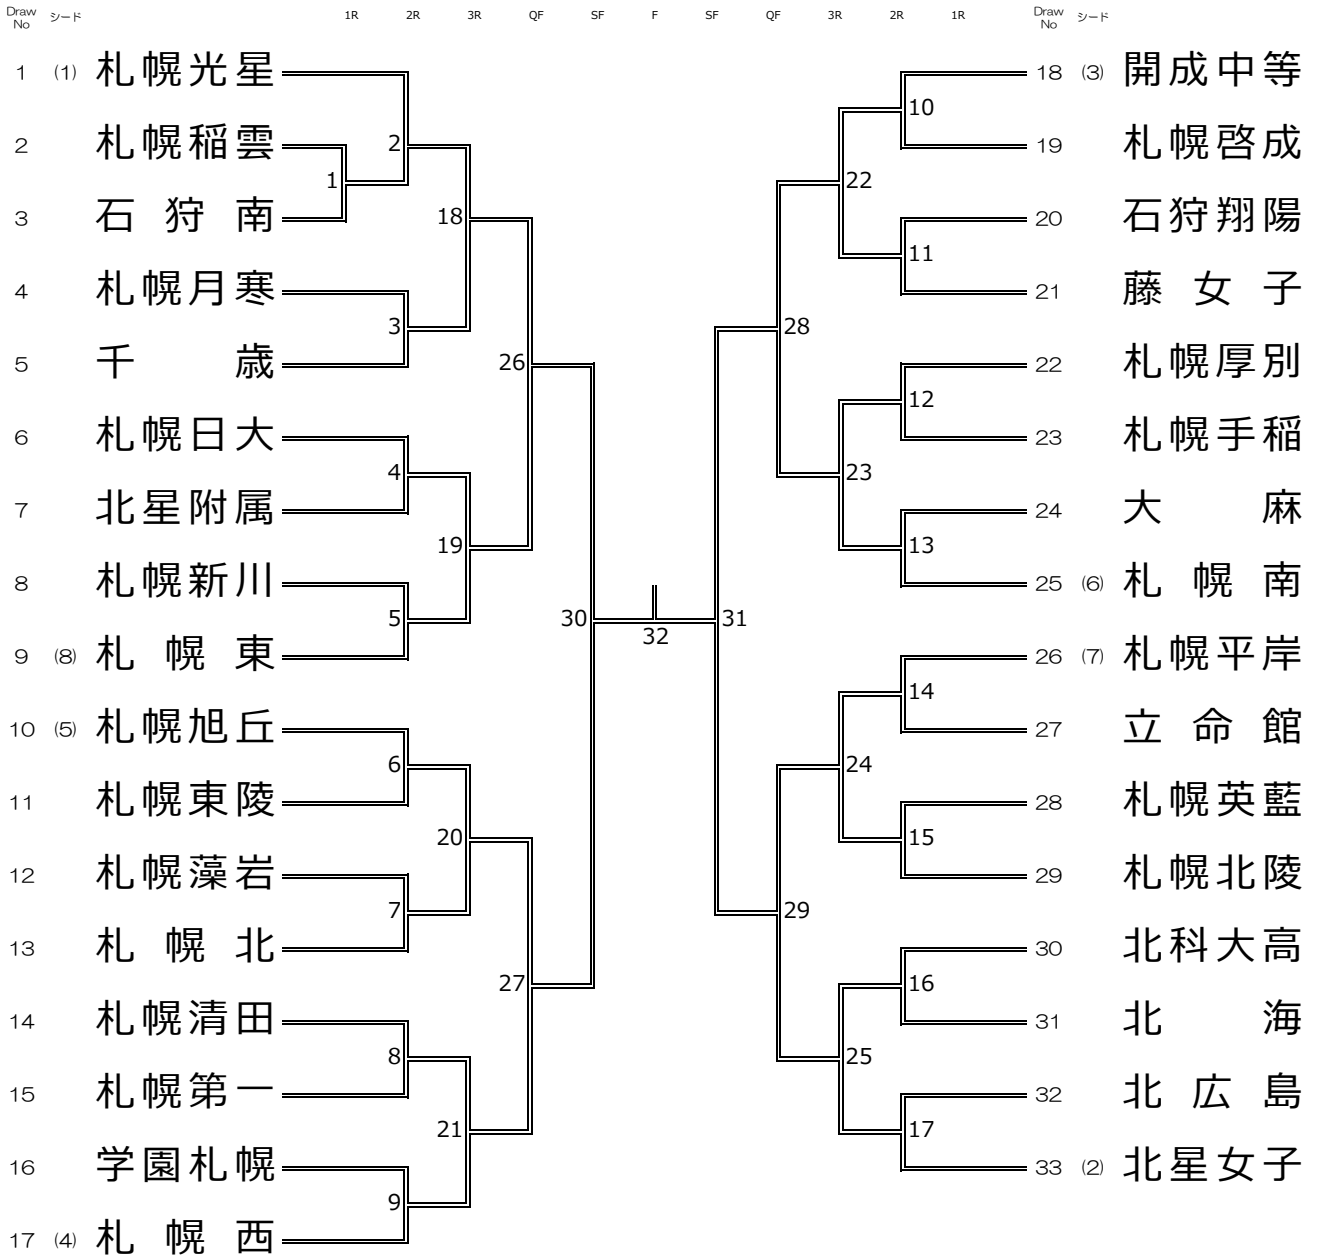 Draw No シード 1R 2R 3R QF SF F SF QF 3R 2R 1R Draw No シード
1 (1) 札幌光星 18 (3) 開成中等
10
2 札幌稲雲 2 19 札幌啓成
1 22
3 石狩南 18 20 石狩翔陽
11
4 札幌月寒 21 藤女子
3 28
5 千歳 26 22 札幌厚別
12
6 札幌日大 23 札幌手稲
4 23
7 北星附属 24 大麻
19 13
8 札幌新川 25 (6) 札幌南
5 30 32 31
9 (8) 札幌東 26 (7) 札幌平岸
14
10 (5) 札幌旭丘 27 立命館
6 24
11 札幌東陵 28 札幌英藍
20 15
12 札幌藻岩 29 札幌北陵
7 29
13 札幌北 30 北科大高
27 16
14 札幌清田 31 北海
8 25
15 札幌第一 32 北広島
21 17
16 学園札幌 33 (2) 北星女子
9
17 (4) 札幌西